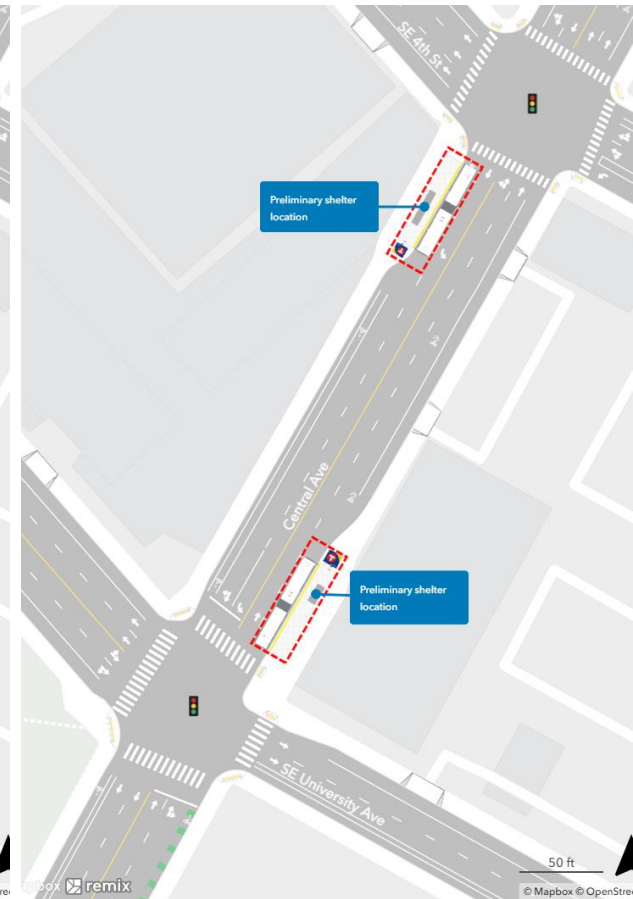 SE 4th St
Preliminary shelter
location
Central Ave
Preliminary shelter
location
SE University Ave
50 ft
remix
© Mapbox © OpenStre